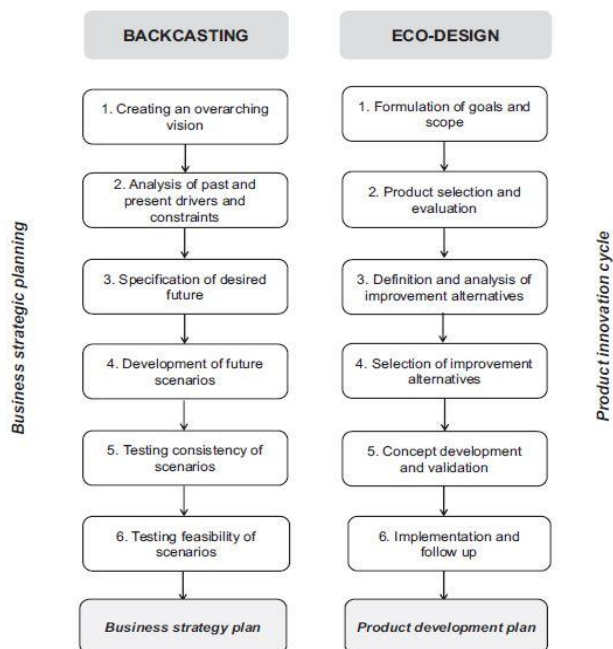 BACKCASTING
ECO-DESIGN
Business strategic planning
1. Creating an overarching
vision
2. Analysis of past and
present drivers and
constraints
3. Specification of desired
future
4. Development of future
scenarios
5. Testing consistency of
scenarios
6. Testing feasibility of
scenarios
Business strategy plan
1. Formulation of goals and
scope
2. Product selection and
evaluation
3. Definition and analysis of
improvement alternatives
4. Selection of improvement
alternatives
5. Concept development
and validation
6. Implementation and
follow up
Product development plan
Product innovation cycle